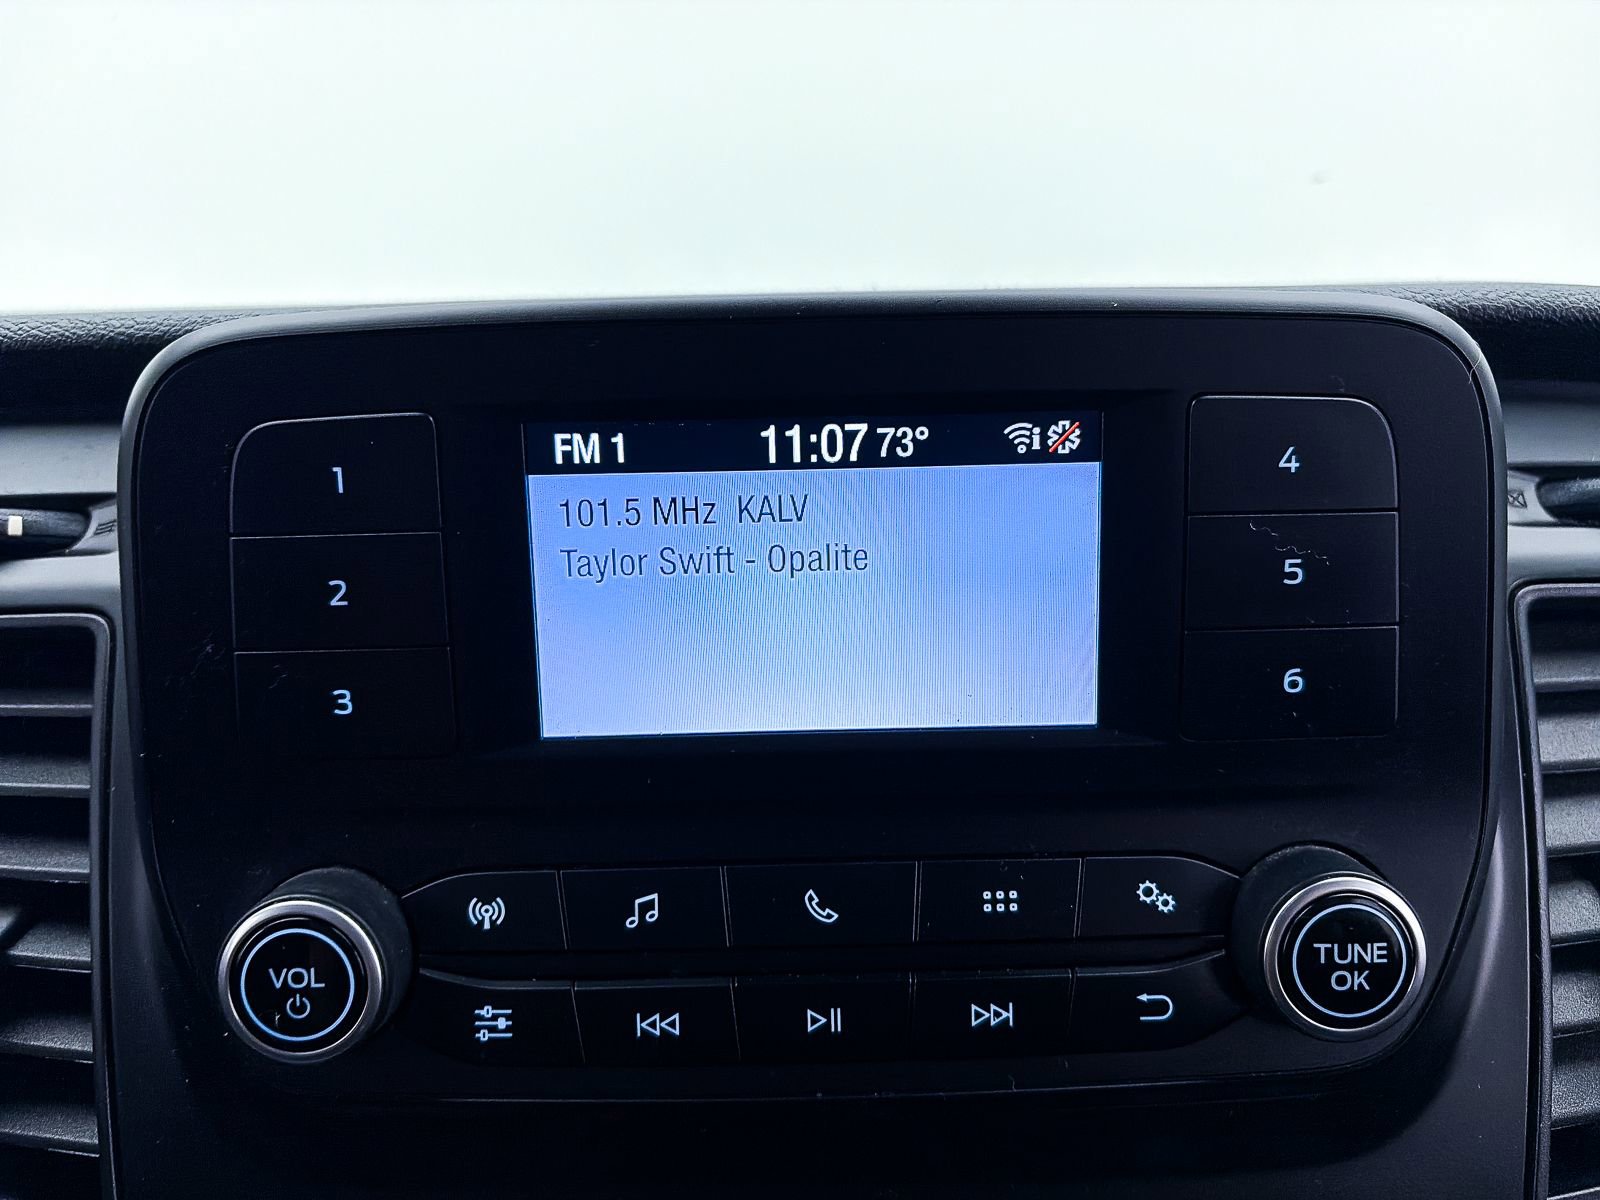 FM 1 11:07 73° i
101.5 MHz KALV
Taylor Swift - Opalite
1
2
3
4
5
6
VOL
TUNE
OK